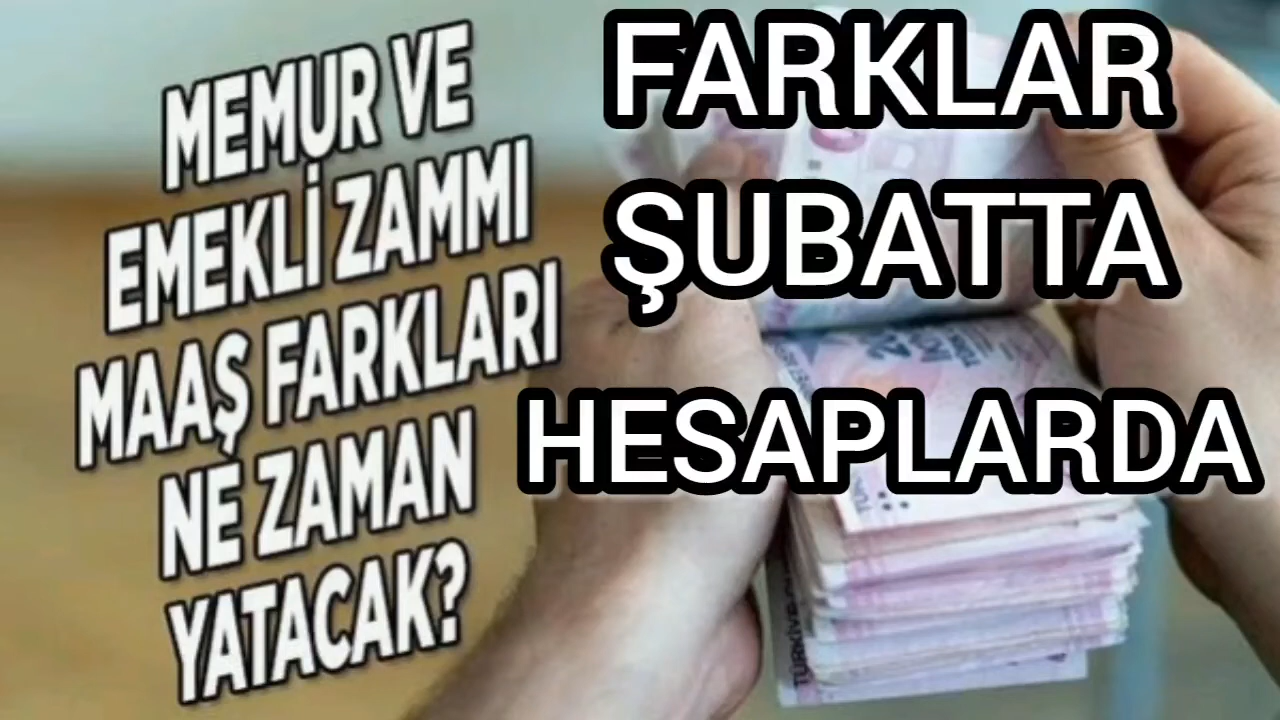 MEMUR VE
EMEKLİ ZAMMI
MAAŞ FARKLARI
NE ZAMAN
YATACAK?
FARKLAR
ŞUBATTA
HESAPLARDA